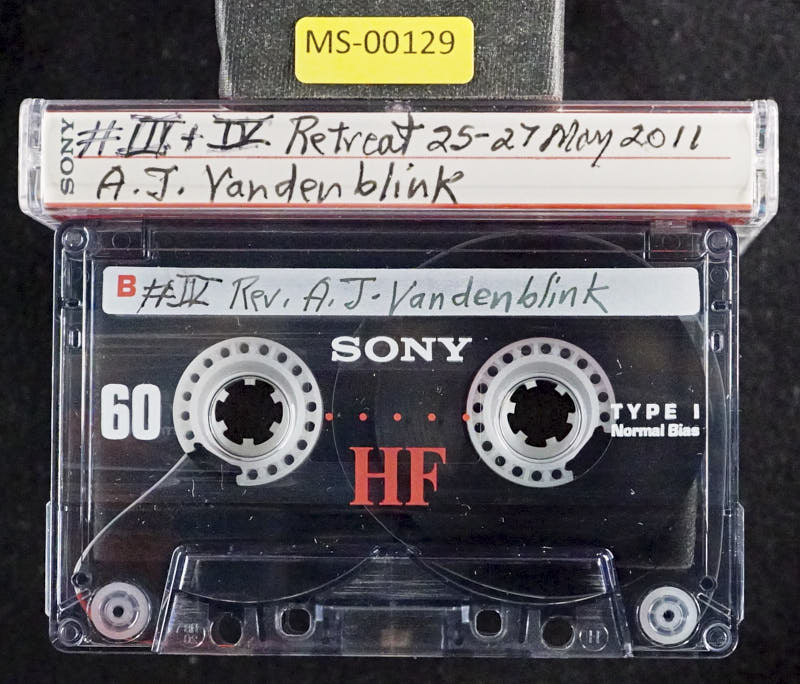 MS-00129
SONY
#III + IV Retreat 25-27 May 2011
A.J. Vandenblink
B #IV Rev. A.J. Vandenblink
SONY
60
TYPE I
Normal Bias
HF